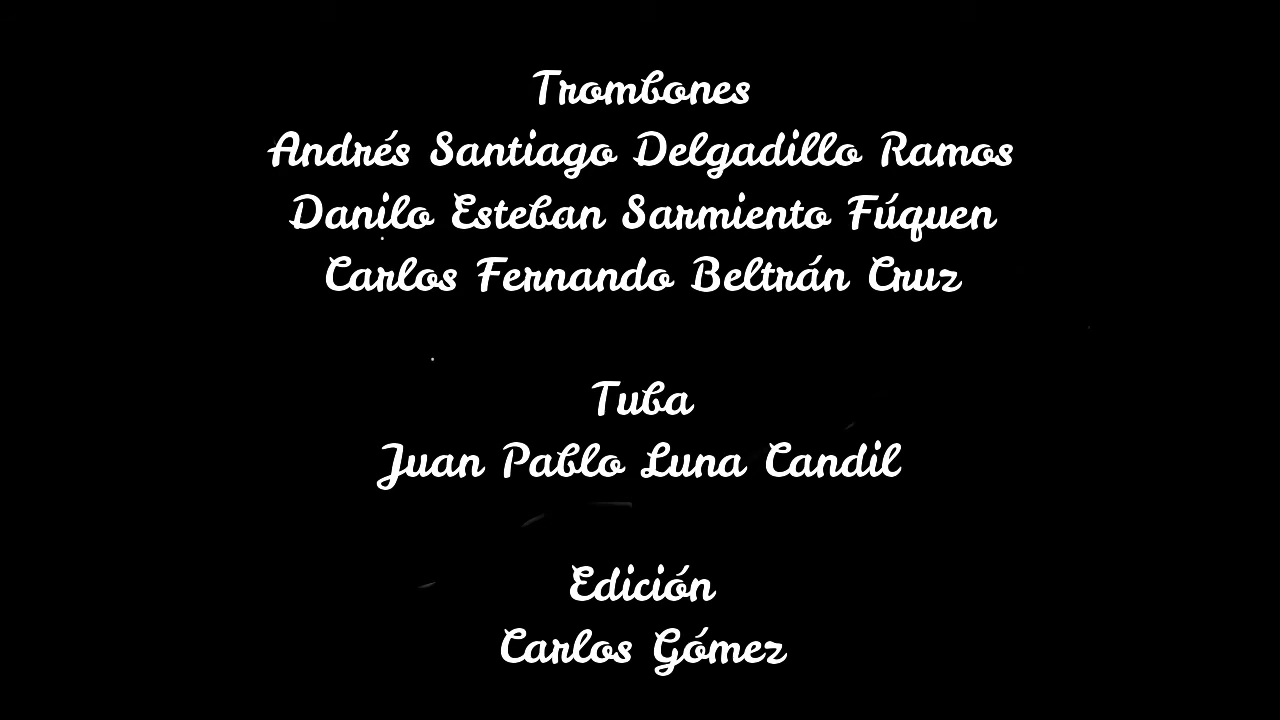 Trombones
Andrés Santiago Delgadillo Ramos
Danilo Esteban Sarmiento Fúquen
Carlos Fernando Beltrán Cruz
Tuba
Juan Pablo Luna Candil
Edición
Carlos Gómez